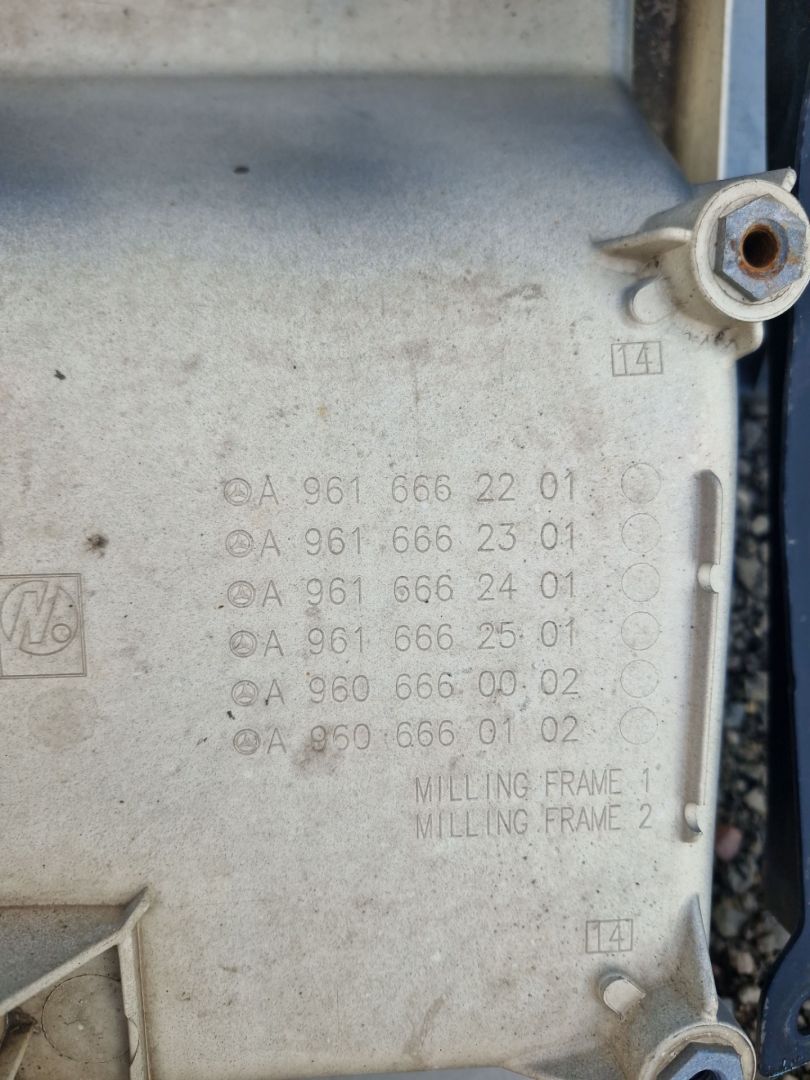 14
A 961 666 22 01
A 961 666 23 01
A 961 666 24 01
A 961 666 25 01
A 960 666 00 02
A 960 666 01 02
MILLING FRAME 1
MILLING FRAME 2
14